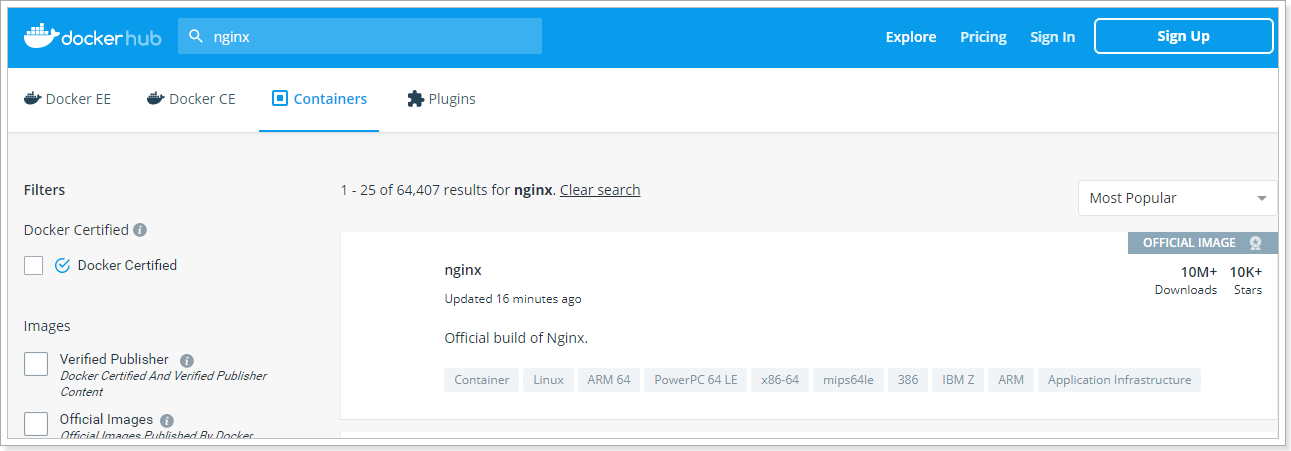 dockerhub
nginx
Explore
Pricing
Sign In
Sign Up
Docker EE
Docker CE
Containers
Plugins
Filters
1 - 25 of 64,407 results for nginx. Clear search
Most Popular
Docker Certified
Docker Certified
Images
Verified Publisher
Docker Certified And Verified Publisher
Content
Official Images
Official Images Published By Docker
OFFICIAL IMAGE
nginx
Updated 16 minutes ago
10M+
Downloads
10K+
Stars
Official build of Nginx.
Container
Linux
ARM 64
PowerPC 64 LE
x86-64
mips64le
386
IBM Z
ARM
Application Infrastructure